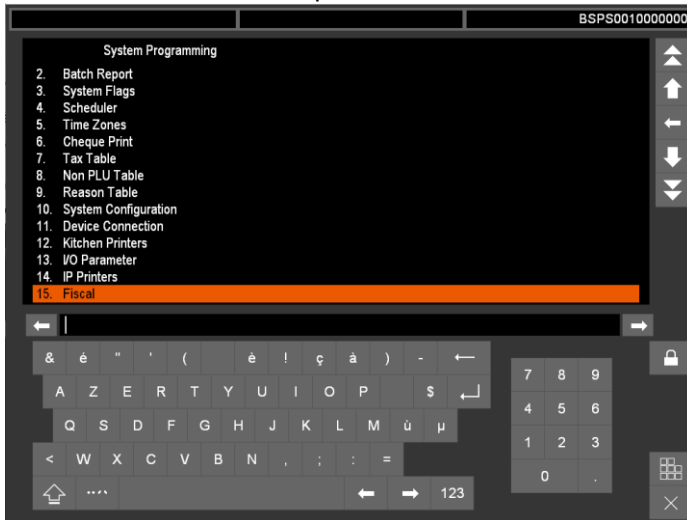 BSPS0010000000
System Programming
2. Batch Report
3. System Flags
4. Scheduler
5. Time Zones
6. Cheque Print
7. Tax Table
8. Non PLU Table
9. Reason Table
10. System Configuration
11. Device Connection
12. Kitchen Printers
13. I/O Parameter
14. IP Printers
15. Fiscal
& é " ' ( è ! ç à ) -
7 8 9
A Z E R T Y U I O P $
4 5 6
Q S D F G H J K L M ù µ
1 2 3
< W X C V B N , ; : =
0 .
123